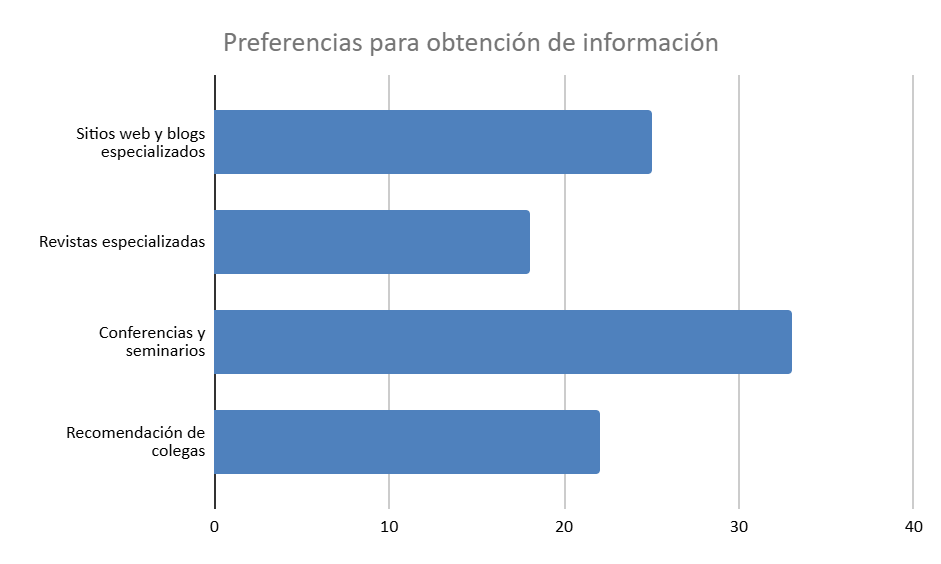 Preferencias para obtención de información
Sitios web y blogs
especializados
Revistas especializadas
Conferencias y
seminarios
Recomendación de
colegas
0 10 20 30 40